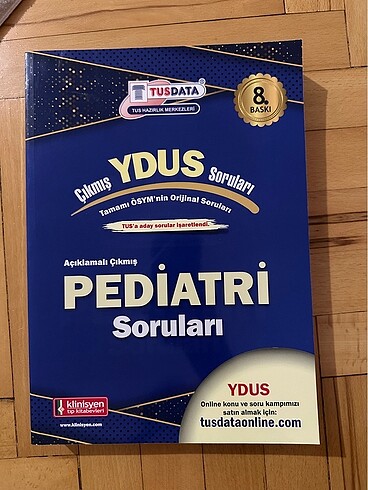 TUSDATA
TUS HAZIRLIK MERKEZLERİ
8.
BASKI
Çıkmış YDUS Soruları
Tamamı ÖSYM'nin Orijinal Soruları
TUS'a aday sorular işaretlendi.
Açıklamalı Çıkmış
PEDİATRİ
Soruları
klinisyen
tıp kitabevleri
www.klinisyen.com
YDUS
Online konu ve soru kampımızı
satın almak için:
tusdataonline.com